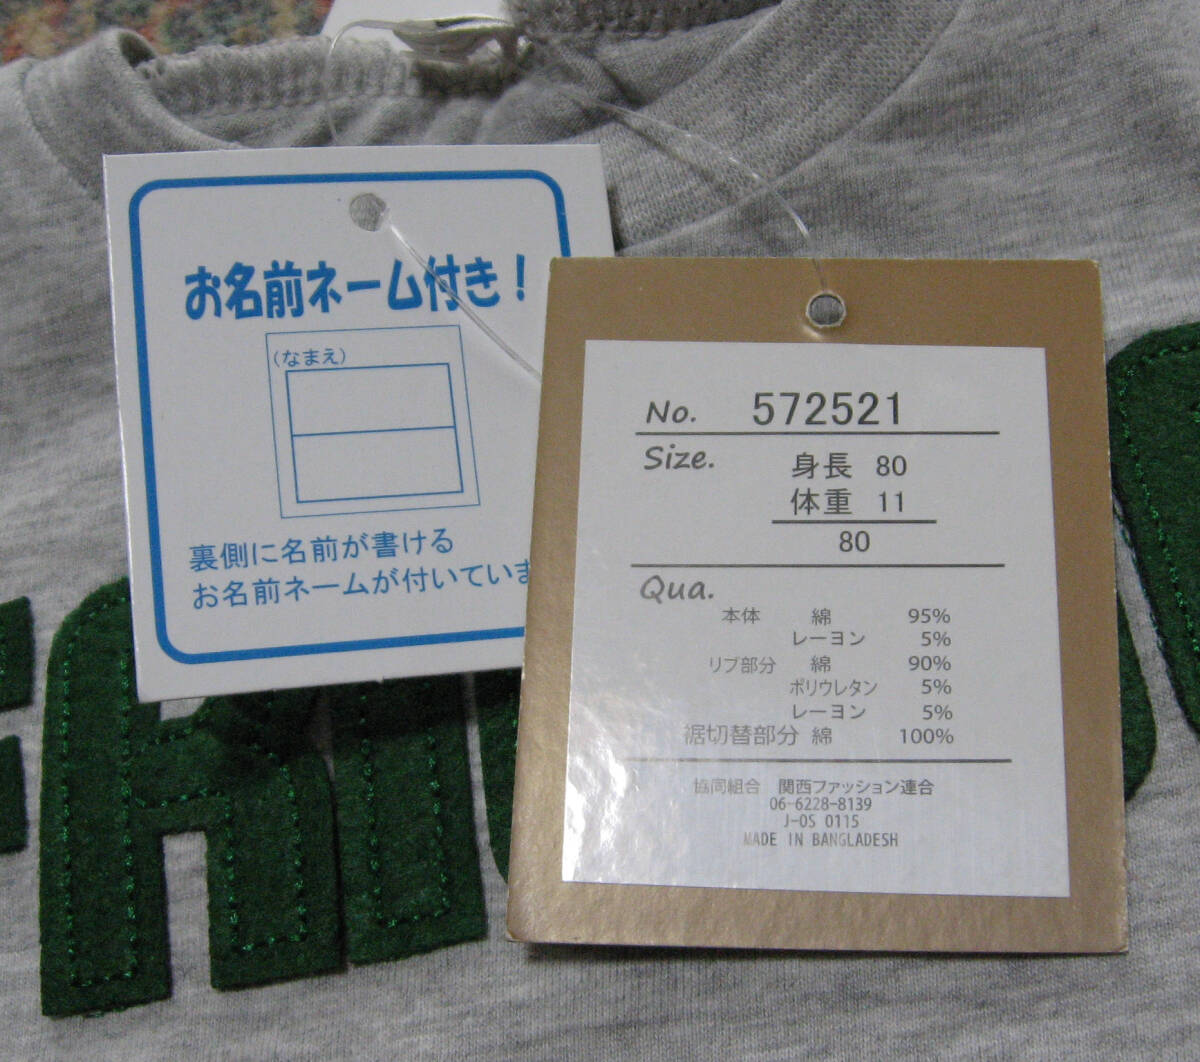 お名前ネーム付き！
(なまえ)
裏側に名前が書ける
お名前ネームが付いていま
No. 572521
Size. 身長 80
体重 11
80
Qua.
本体 綿 95%
レーヨン 5%
リブ部分 綿 90%
ポリウレタン 5%
レーヨン 5%
裾切替部分 綿 100%
協同組合 関西ファッション連合
06-6228-8139
J-OS 0115
MADE IN BANGLADESH